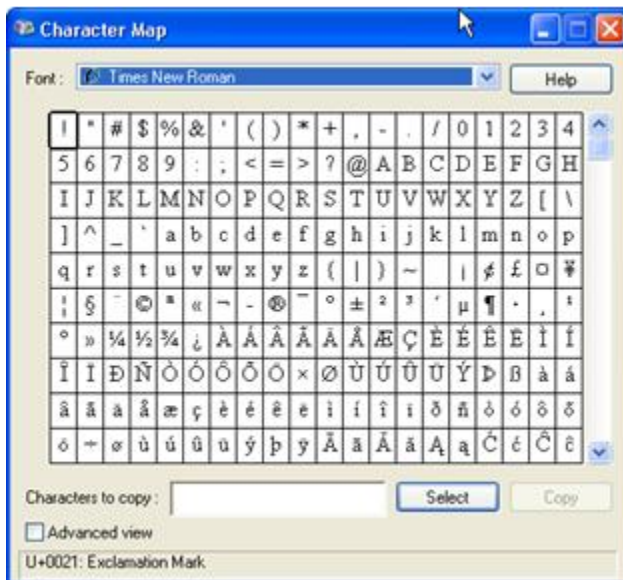 Character Map
Font : Times New Roman Help
! " # $ % & ' ( ) * + , - . / 0 1 2 3 4
5 6 7 8 9 : ; < = > ? @ A B C D E F G H
I J K L M N O P Q R S T U V W X Y Z [ \
] ^ _ ` a b c d e f g h i j k l m n o p
q r s t u v w x y z { | } ~ ¡ ¢ £ ¤ ¥
¦ § ¨ © ª « ¬ - ® ¯ ° ± ² ³ ´ µ ¶ · ¸ ¹
º » ¼ ½ ¾ ¿ À Á Â Ã Ä Å Æ Ç È É Ê Ë Ì Í
Î Ï Ð Ñ Ò Ó Ô Õ Ö × Ø Ù Ú Û Ü Ý Þ ß à á
â ã ä å æ ç è é ê ë ì í î ï ð ñ ò ó ô õ
ö ÷ ø ù ú û ü ý þ ÿ Ā ā Ă ă Ą ą Ć ć Ĉ ĉ
Characters to copy : Select Copy
Advanced view
U+0021: Exclamation Mark